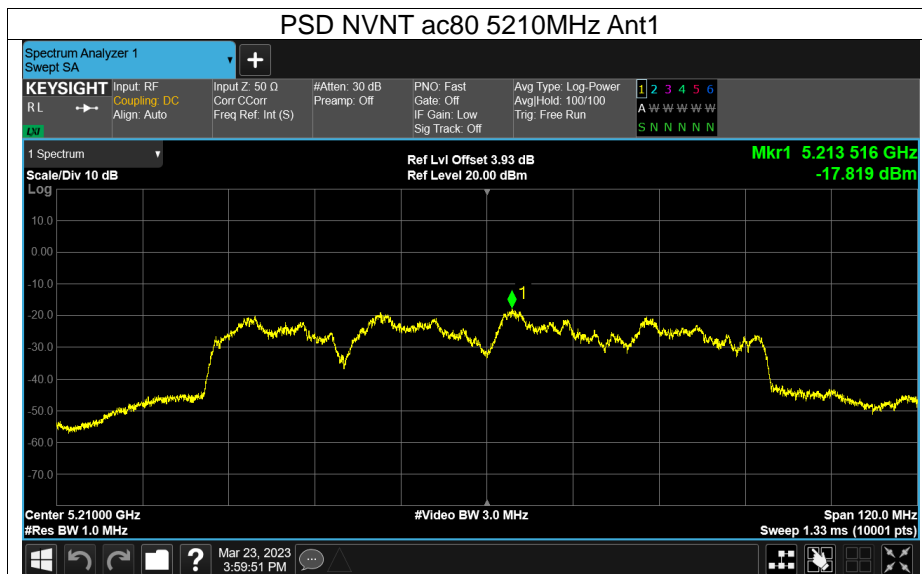 PSD NVNT ac80 5210MHz Ant1
Spectrum Analyzer 1
Swept SA
+
KEYSIGHT
R L
LXI
Input: RF
Coupling: DC
Align: Auto
Input Z: 50 Ω
Corr CCorr
Freq Ref: Int (S)
#Atten: 30 dB
Preamp: Off
PNO: Fast
Gate: Off
IF Gain: Low
Sig Track: Off
Avg Type: Log-Power
Avg|Hold: 100/100
Trig: Free Run
1 2 3 4 5 6
A W W W W W
S N N N N N
1 Spectrum
Scale/Div 10 dB
Log
Ref Lvl Offset 3.93 dB
Ref Level 20.00 dBm
Mkr1 5.213 516 GHz
-17.819 dBm
10.0
0.00
-10.0
-20.0
-30.0
-40.0
-50.0
-60.0
-70.0
1
Center 5.21000 GHz
#Res BW 1.0 MHz
#Video BW 3.0 MHz
Span 120.0 MHz
Sweep 1.33 ms (10001 pts)
?
Mar 23, 2023
3:59:51 PM